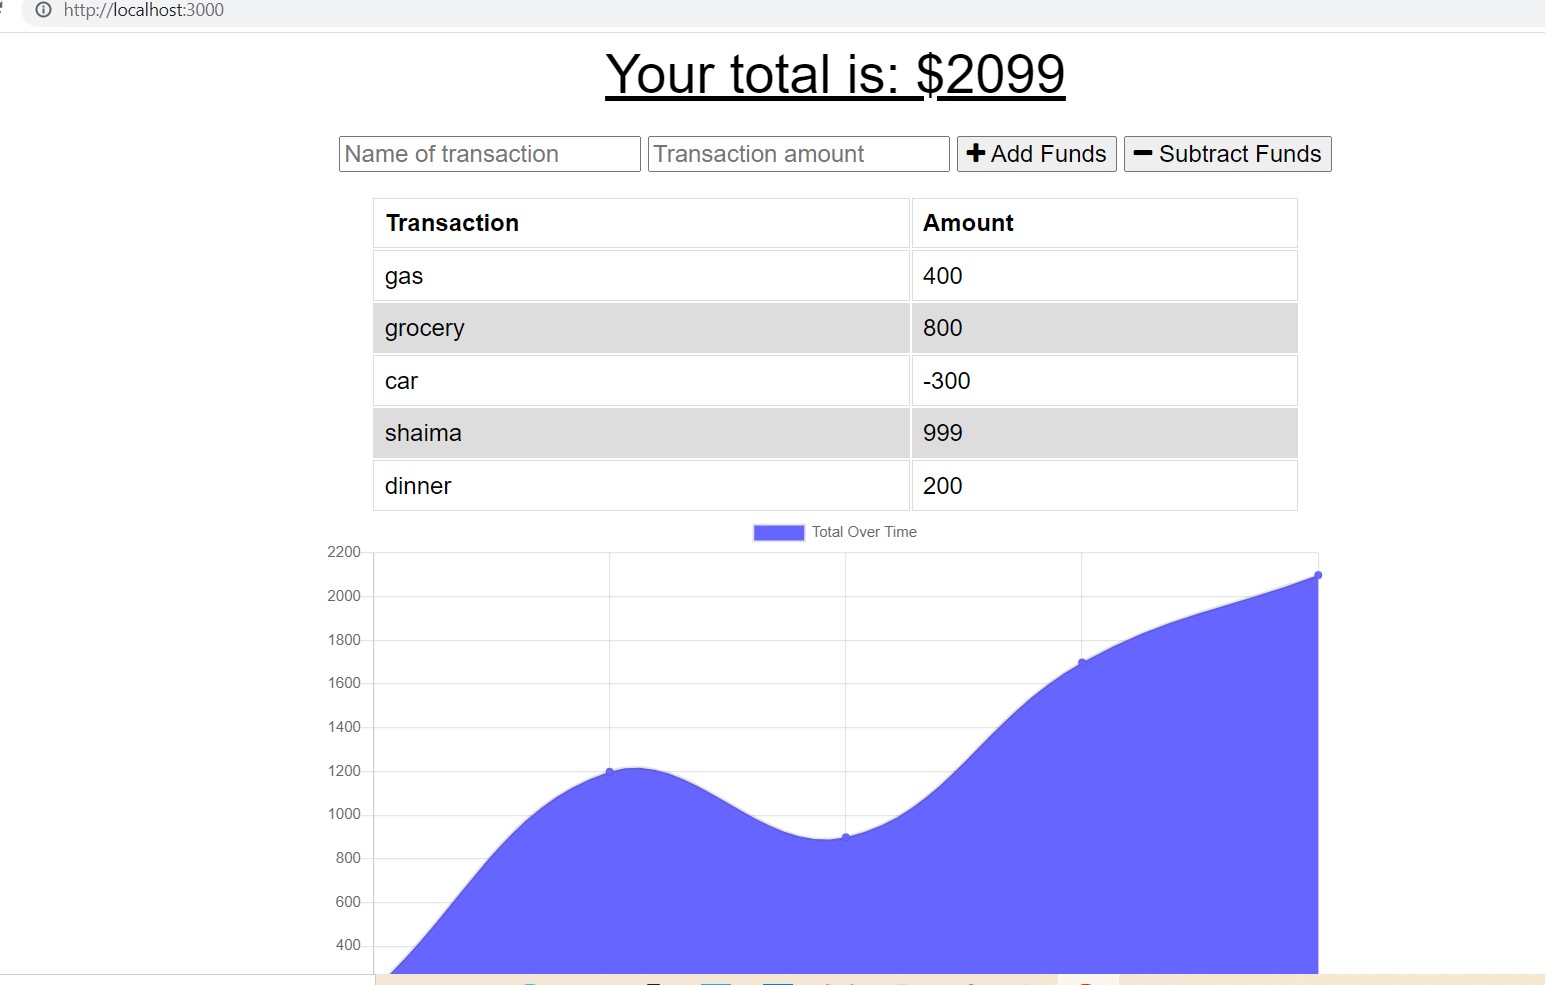 http://localhost:3000
Your total is: $2099
Name of transaction Transaction amount Add Funds Subtract Funds
Transaction Amount
gas 400
grocery 800
car -300
shaima 999
dinner 200
Total Over Time
2200
2000
1800
1600
1400
1200
1000
800
600
400